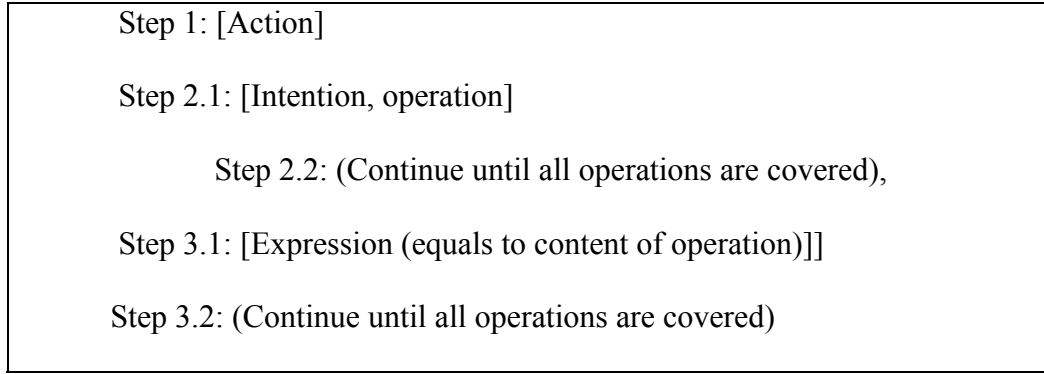 Step 1: [Action]
Step 2.1: [Intention, operation]
Step 2.2: (Continue until all operations are covered),
Step 3.1: [Expression (equals to content of operation)]]
Step 3.2: (Continue until all operations are covered)